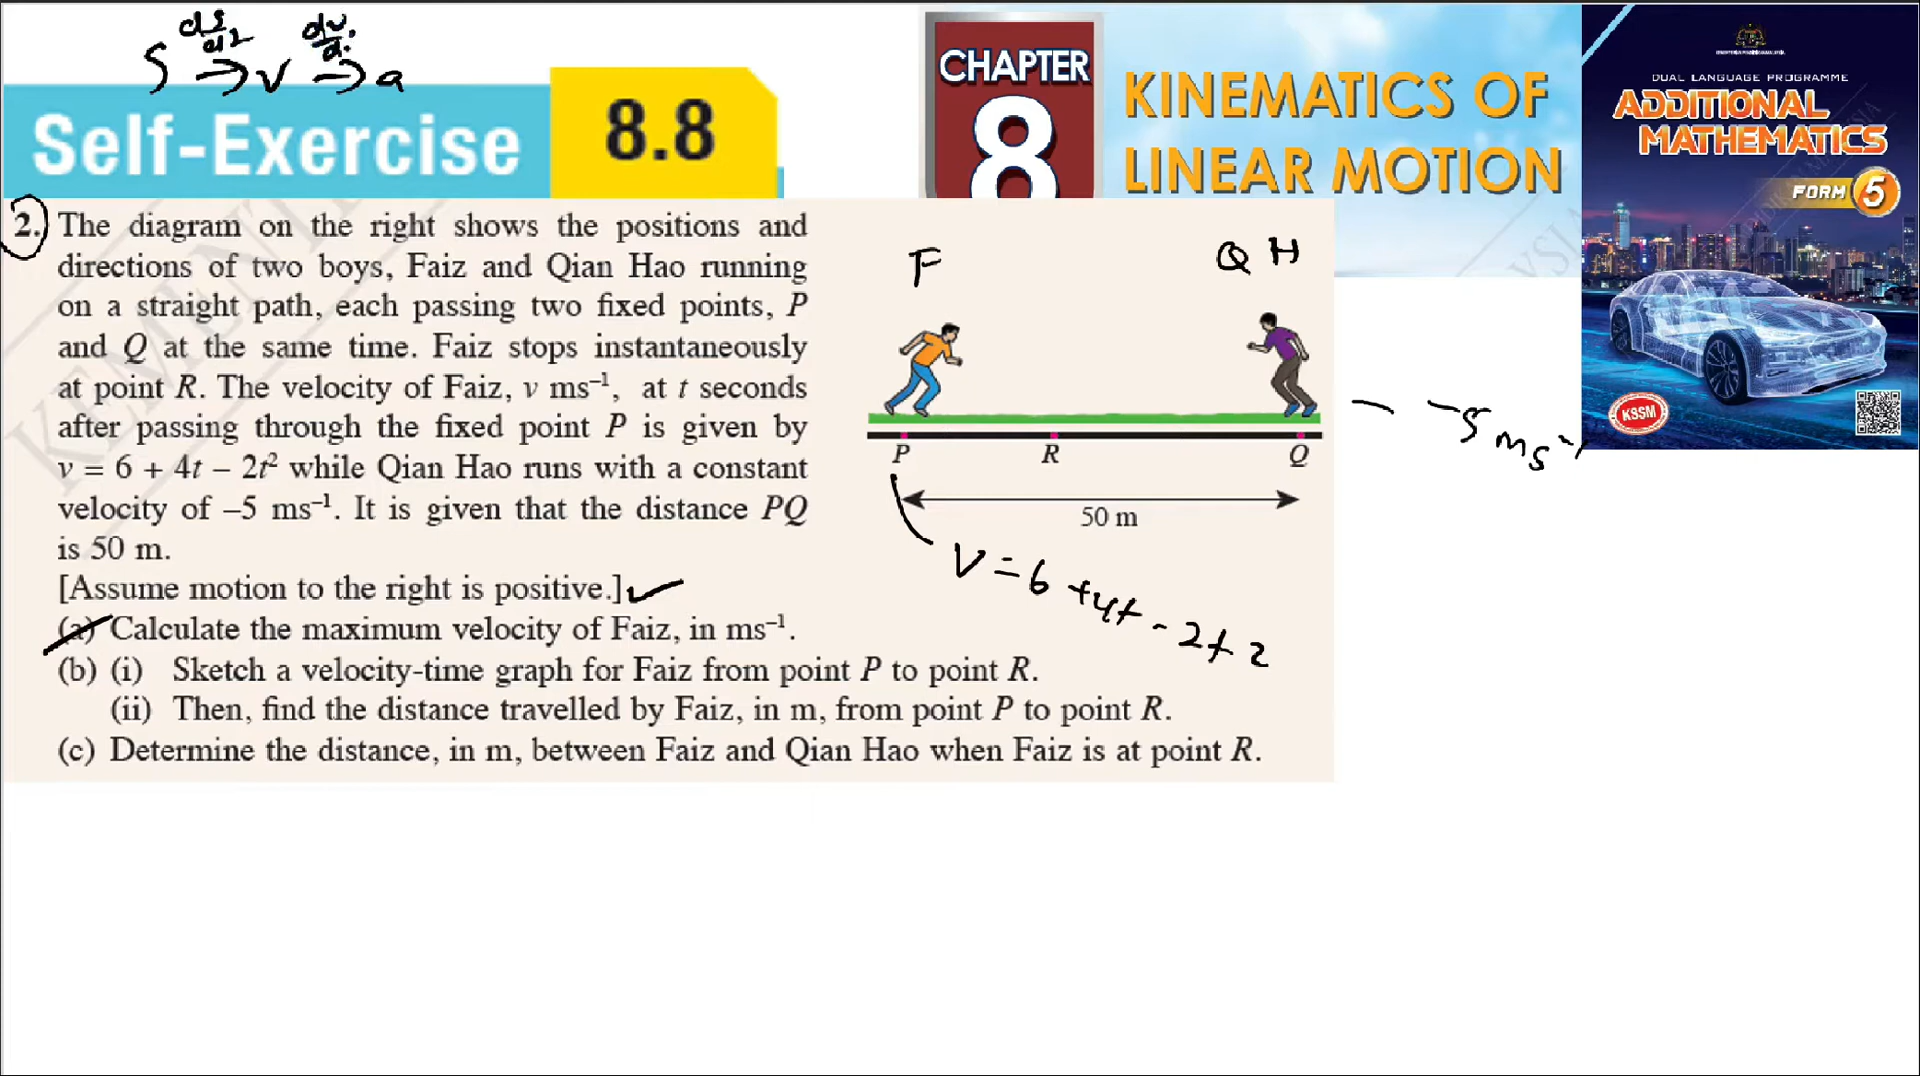 S ds/dt → v dv/dt → a
Self-Exercise 8.8
CHAPTER
8
KINEMATICS OF
LINEAR MOTION
DUAL LANGUAGE PROGRAMME
ADDITIONAL
MATHEMATICS
FORM 5
KSSM
2. The diagram on the right shows the positions and
directions of two boys, Faiz and Qian Hao running
on a straight path, each passing two fixed points, P
and Q at the same time. Faiz stops instantaneously
at point R. The velocity of Faiz, v ms⁻¹, at t seconds
after passing through the fixed point P is given by
v = 6 + 4t – 2t² while Qian Hao runs with a constant
velocity of –5 ms⁻¹. It is given that the distance PQ
is 50 m.
[Assume motion to the right is positive.]
(a) Calculate the maximum velocity of Faiz, in ms⁻¹.
(b) (i) Sketch a velocity-time graph for Faiz from point P to point R.
(ii) Then, find the distance travelled by Faiz, in m, from point P to point R.
(c) Determine the distance, in m, between Faiz and Qian Hao when Faiz is at point R.
F
Q H
P R Q
50 m
V = 6 + 4t - 2t2
- -5 ms⁻¹